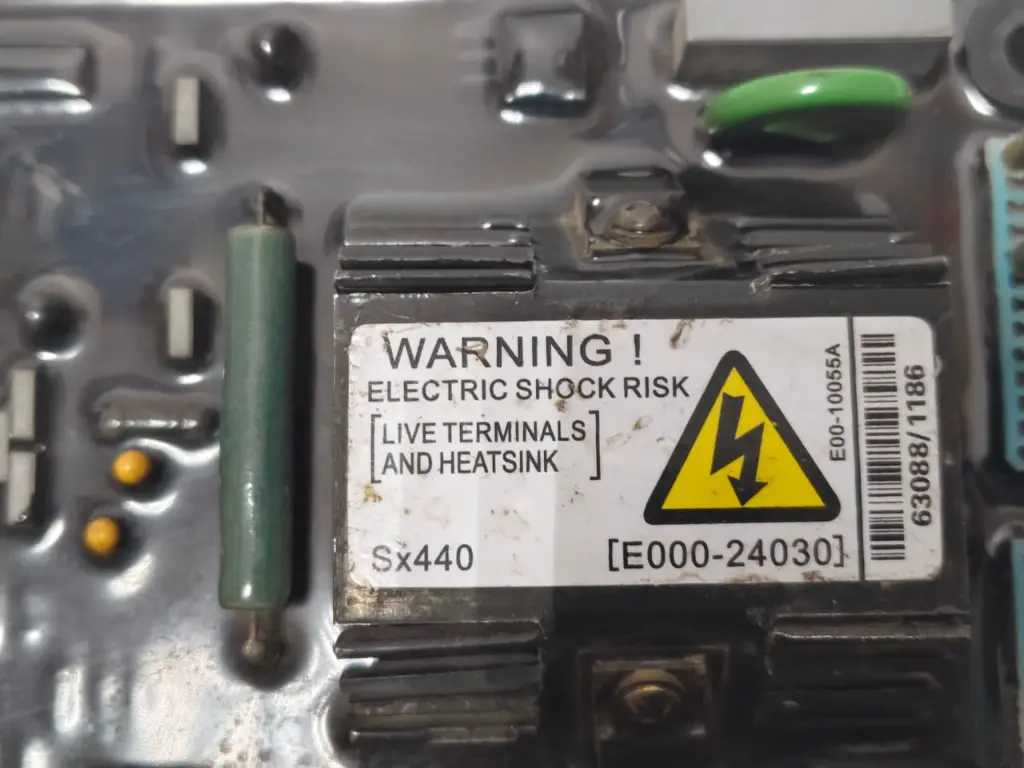 WARNING !
ELECTRIC SHOCK RISK
[LIVE TERMINALS
AND HEATSINK]
Sx440
[E000-24030]
E00-10055A
63088/1186